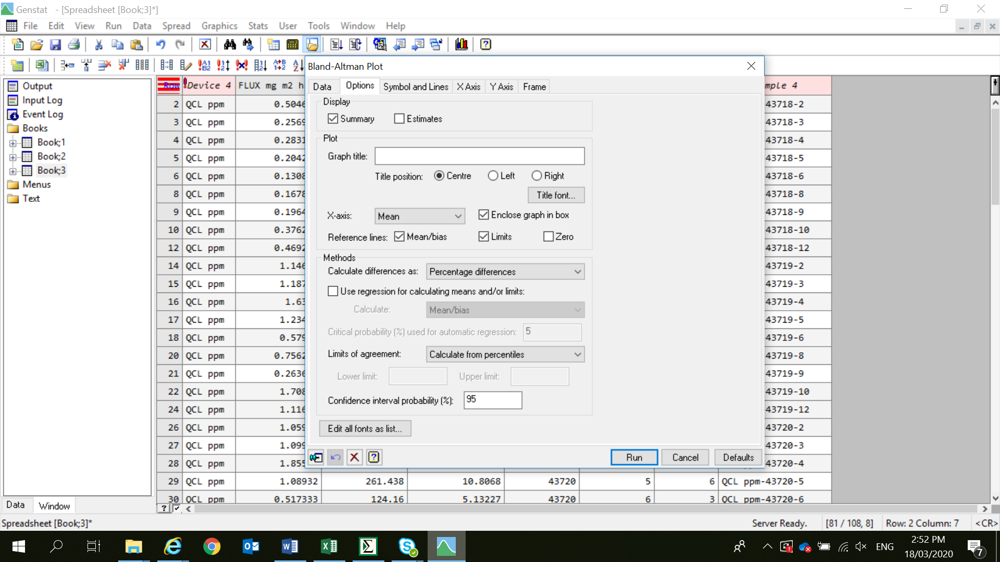 Genstat - [Spreadsheet [Book;3]*]
File Edit View Run Data Spread Graphics Stats User Tools Window Help
Output
Input Log
Event Log
Books
Book;1
Book;2
Book;3
Menus
Text
Data Window
Row !Device 4 FLUX mg m2 h mple 4
2 QCL ppm 0.5046 43718-2
3 QCL ppm 0.2569 43718-3
4 QCL ppm 0.2831 43718-4
5 QCL ppm 0.2042 43718-5
6 QCL ppm 0.1308 43718-6
8 QCL ppm 0.1678 43718-8
9 QCL ppm 0.1964 43718-9
10 QCL ppm 0.3762 43718-10
12 QCL ppm 0.4692 43718-12
14 QCL ppm 1.146 43719-2
15 QCL ppm 1.187 43719-3
16 QCL ppm 1.63 43719-4
17 QCL ppm 1.234 43719-5
18 QCL ppm 0.579 43719-6
20 QCL ppm 0.7562 43719-8
21 QCL ppm 0.2636 43719-9
22 QCL ppm 1.708 43719-10
24 QCL ppm 1.116 43719-12
26 QCL ppm 1.059 43720-2
27 QCL ppm 1.099 43720-3
28 QCL ppm 1.855 43720-4
29 QCL ppm 1.08932 261.438 10.8068 43720 5 6 QCL ppm-43720-5
30 QCL ppm 0.517333 124.16 5.13227 43720 6 3 QCL ppm-43720-6
Bland-Altman Plot
Data Options Symbol and Lines X Axis Y Axis Frame
Display
Summary Estimates
Plot
Graph title:
Title position: Centre Left Right
Title font...
X-axis: Mean Enclose graph in box
Reference lines: Mean/bias Limits Zero
Methods
Calculate differences as: Percentage differences
Use regression for calculating means and/or limits:
Calculate: Mean/bias
Critical probability (%) used for automatic regression: 5
Limits of agreement: Calculate from percentiles
Lower limit: Upper limit:
Confidence interval probability (%): 95
Edit all fonts as list...
Run Cancel Defaults
Spreadsheet [Book;3]* Server Ready. [81 / 108, 8] Row: 2 Column: 7 <CR>
ENG
2:52 PM
18/03/2020
7